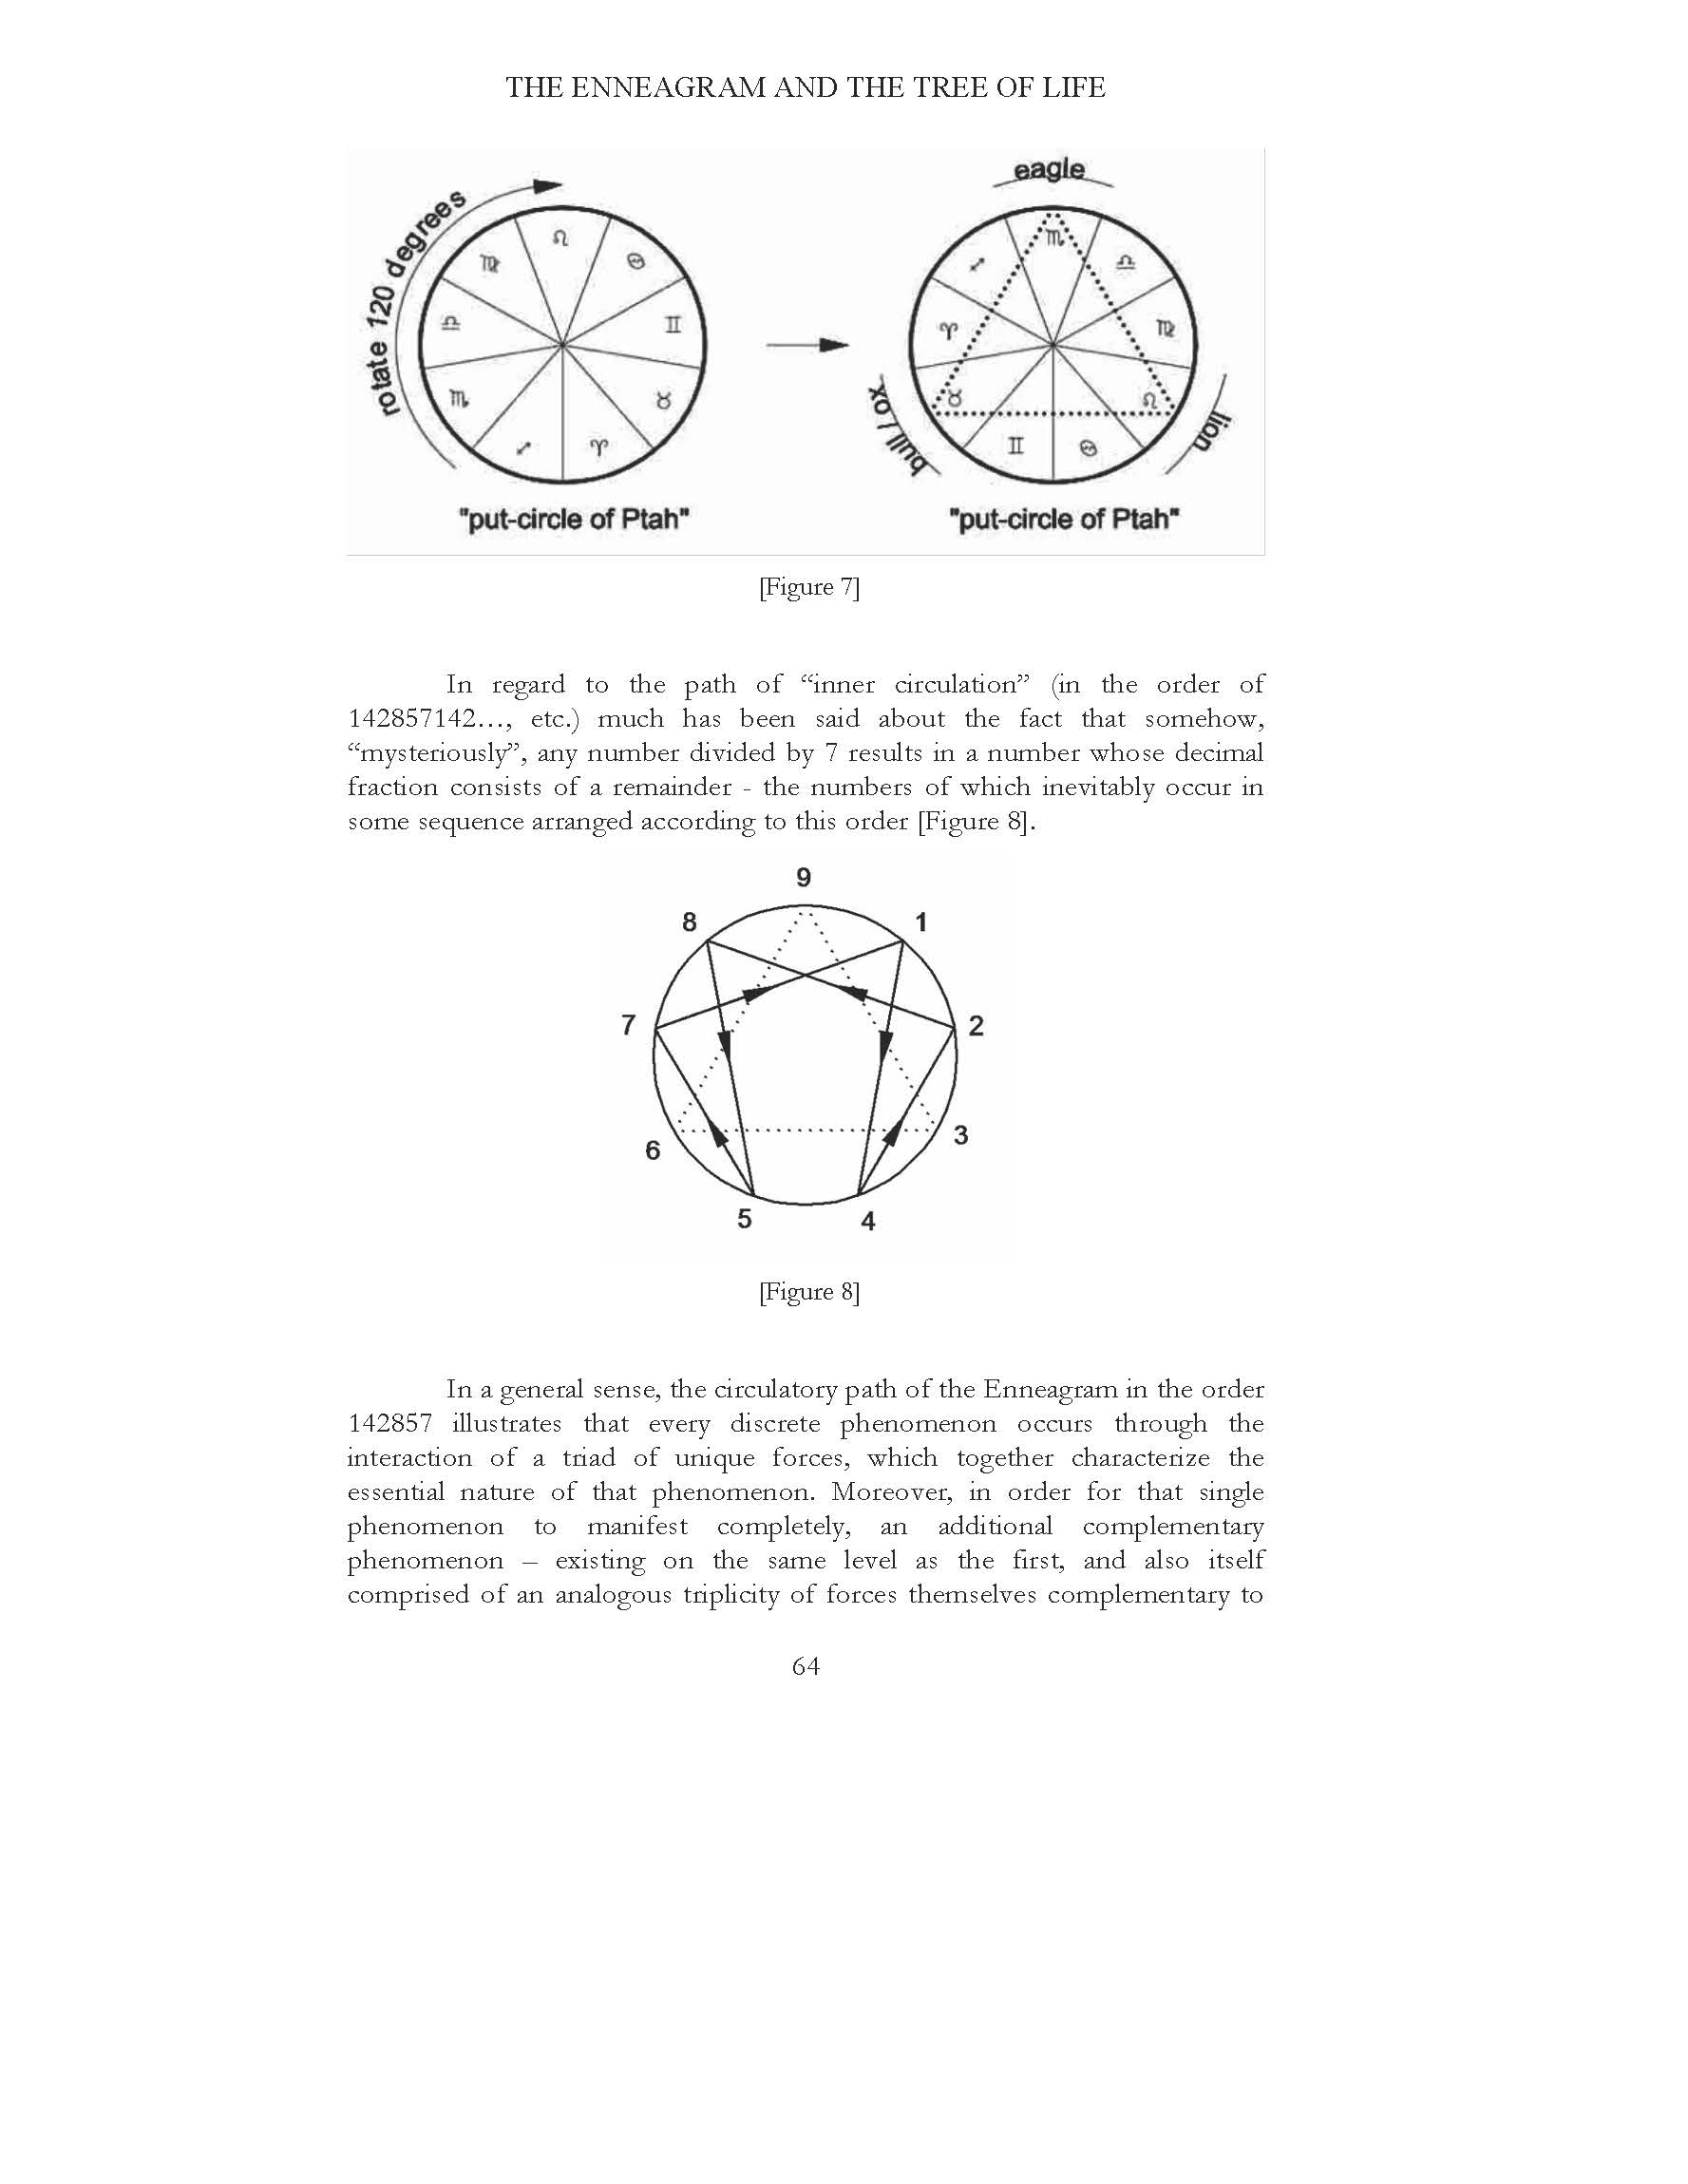 THE ENNEAGRAM AND THE TREE OF LIFE
rotate 120 degrees
♌
♍
♋
♎
♊
♏
♉
♐
♈
"put-circle of Ptah"
eagle
♏
♐
♎
♈
♍
♉
♌
♊
♋
bull / ox
lion
"put-circle of Ptah"
[Figure 7]
In regard to the path of “inner circulation” (in the order of
142857142…, etc.) much has been said about the fact that somehow,
“mysteriously”, any number divided by 7 results in a number whose decimal
fraction consists of a remainder - the numbers of which inevitably occur in
some sequence arranged according to this order [Figure 8].
9
8
1
7
2
6
3
5
4
[Figure 8]
In a general sense, the circulatory path of the Enneagram in the order
142857 illustrates that every discrete phenomenon occurs through the
interaction of a triad of unique forces, which together characterize the
essential nature of that phenomenon. Moreover, in order for that single
phenomenon to manifest completely, an additional complementary
phenomenon – existing on the same level as the first, and also itself
comprised of an analogous triplicity of forces themselves complementary to
64